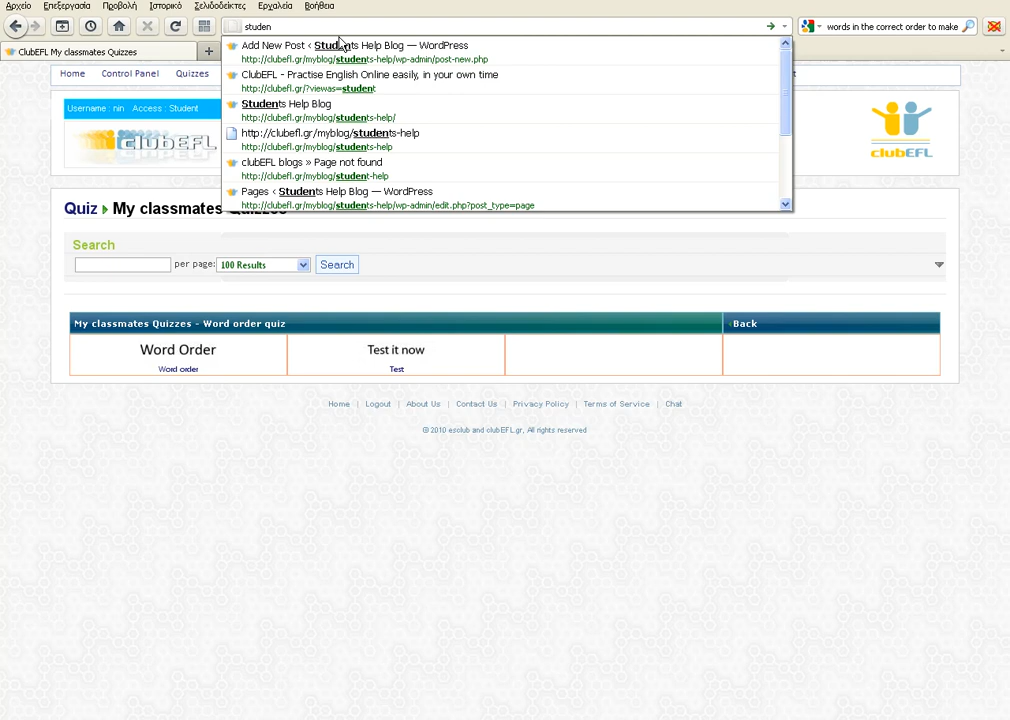 Αρχείο Επεξεργασία Προβολή Ιστορικό Σελιδοδείκτες Εργαλεία Βοήθεια
studen words in the correct order to make
ClubEFL My classmates Quizzes +
Add New Post ‹ Students Help Blog — WordPress
http://clubefl.gr/myblog/students-help/wp-admin/post-new.php
ClubEFL - Practise English Online easily, in your own time
http://clubefl.gr/?viewas=student
Students Help Blog
http://clubefl.gr/myblog/students-help/
http://clubefl.gr/myblog/students-help
http://clubefl.gr/myblog/students-help
clubEFL blogs » Page not found
http://clubefl.gr/myblog/student-help
Pages ‹ Students Help Blog — WordPress
http://clubefl.gr/myblog/students-help/wp-admin/edit.php?post_type=page
Home Control Panel Quizzes
Username : nin Access : Student
clubEFL
clubEFL
Quiz My classmates Quizzes
Search
per page: 100 Results Search
My classmates Quizzes - Word order quiz Back
Word Order Test it now
Word order Test
Home | Logout | About Us | Contact Us | Privacy Policy | Terms of Service | Chat
© 2010 esclub and clubEFL.gr, All rights reserved